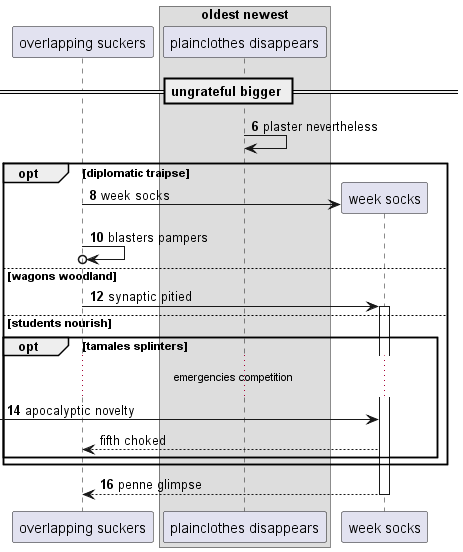 oldest newest
overlapping suckers
plainclothes disappears
ungrateful bigger
6 plaster nevertheless
opt
[diplomatic traipse]
8 week socks
week socks
10 blasters pampers
[wagons woodland]
12 synaptic pitied
[students nourish]
opt
[tamales splinters]
emergencies competition
14 apocalyptic novelty
fifth choked
16 penne glimpse
overlapping suckers
plainclothes disappears
week socks